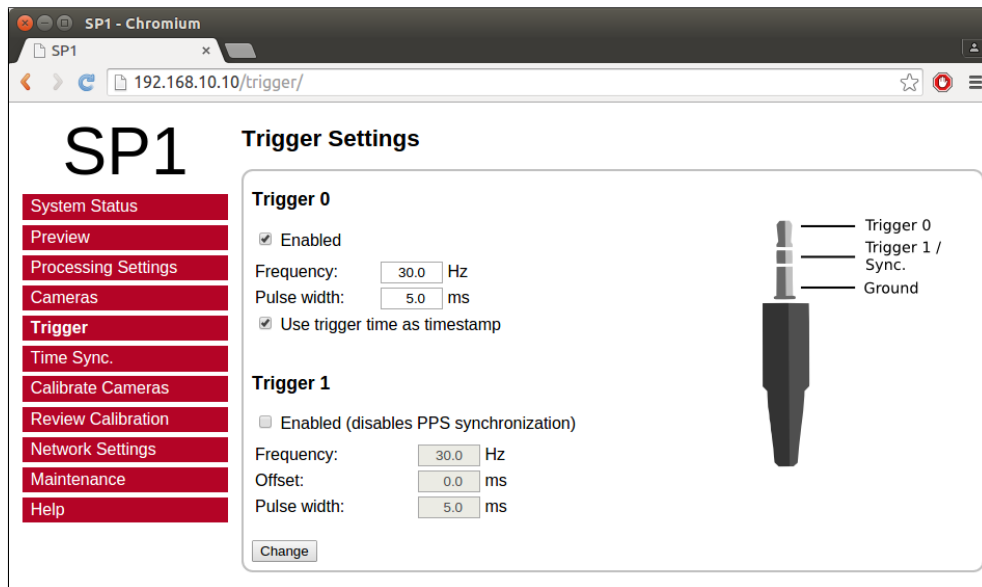 SP1 - Chromium
SP1
192.168.10.10/trigger/
SP1
System Status
Preview
Processing Settings
Cameras
Trigger
Time Sync.
Calibrate Cameras
Review Calibration
Network Settings
Maintenance
Help
Trigger Settings
Trigger 0
Enabled
Frequency: 30.0 Hz
Pulse width: 5.0 ms
Use trigger time as timestamp
Trigger 1
Enabled (disables PPS synchronization)
Frequency: 30.0 Hz
Offset: 0.0 ms
Pulse width: 5.0 ms
Change
Trigger 0
Trigger 1 /
Sync.
Ground